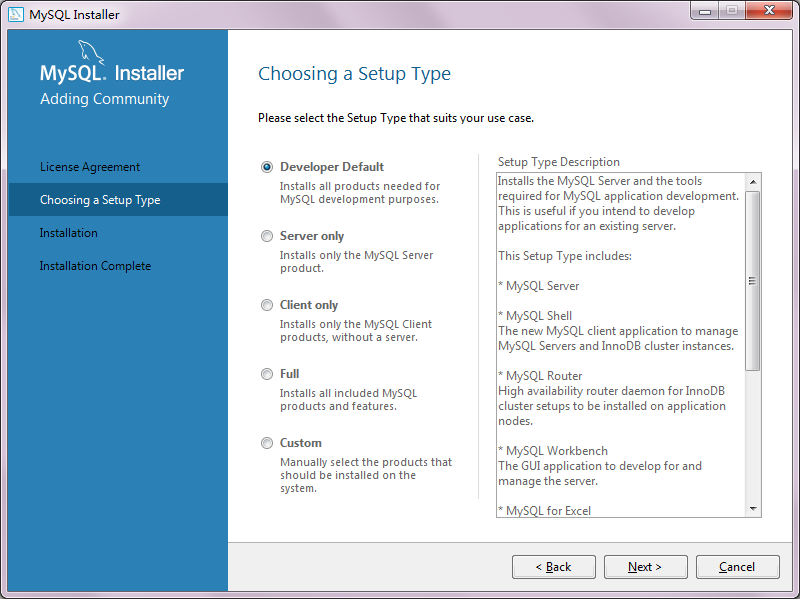 MySQL Installer
MySQL. Installer
Adding Community
License Agreement
Choosing a Setup Type
Installation
Installation Complete
Choosing a Setup Type
Please select the Setup Type that suits your use case.
Developer Default
Installs all products needed for
MySQL development purposes.
Server only
Installs only the MySQL Server
product.
Client only
Installs only the MySQL Client
products, without a server.
Full
Installs all included MySQL
products and features.
Custom
Manually select the products that
should be installed on the
system.
Setup Type Description
Installs the MySQL Server and the tools
required for MySQL application development.
This is useful if you intend to develop
applications for an existing server.
This Setup Type includes:
* MySQL Server
* MySQL Shell
The new MySQL client application to manage
MySQL Servers and InnoDB cluster instances.
* MySQL Router
High availability router daemon for InnoDB
cluster setups to be installed on application
nodes.
* MySQL Workbench
The GUI application to develop for and
manage the server.
* MySQL for Excel
< Back
Next >
Cancel